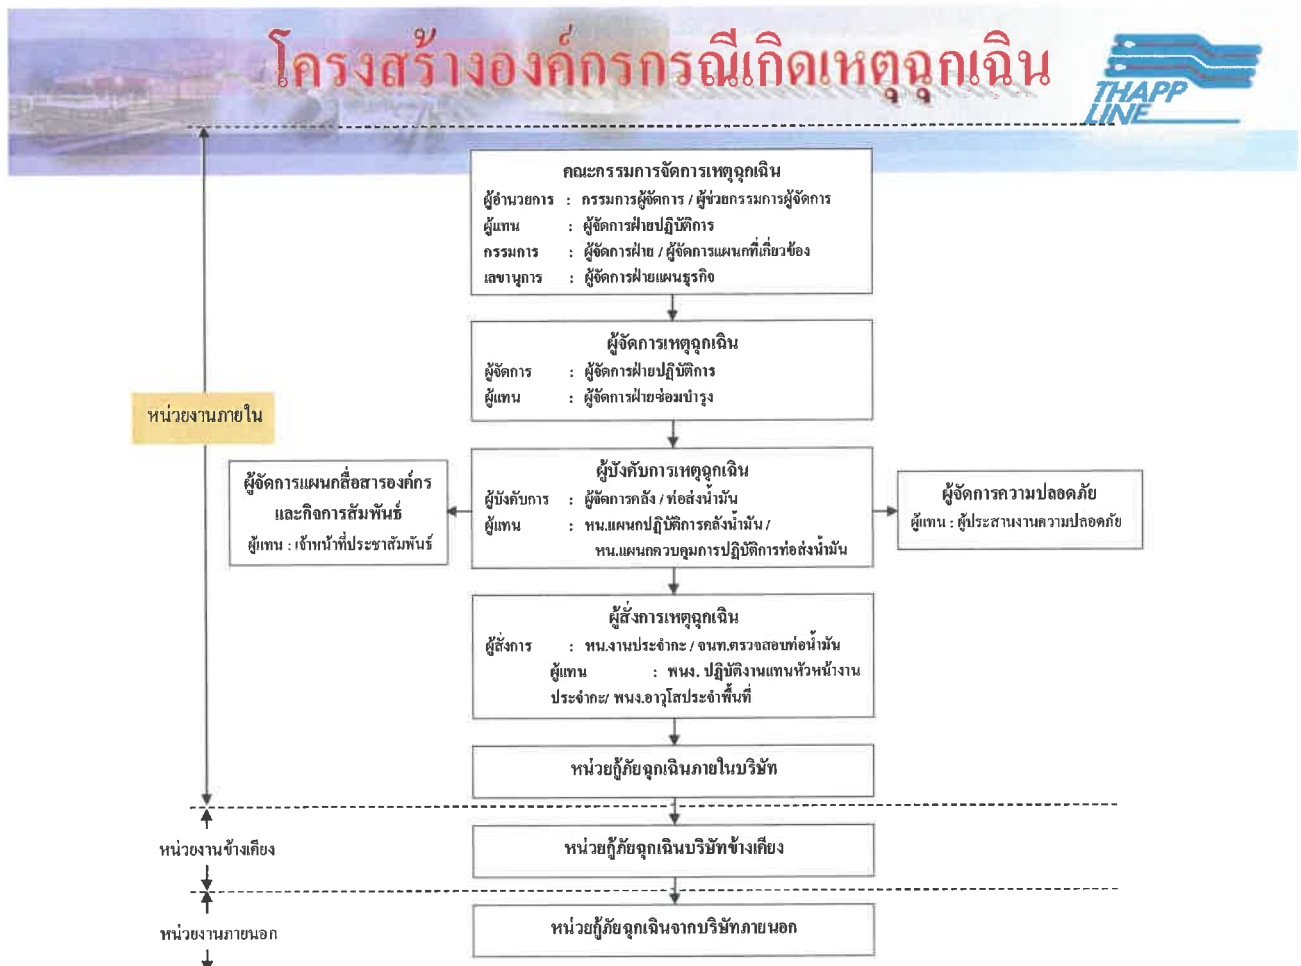 โครงสร้างองค์กรกรณีเกิดเหตุฉุกเฉิน
THAPP
LINE
คณะกรรมการจัดการเหตุฉุกเฉิน
ผู้อำนวยการ : กรรมการผู้จัดการ / ผู้ช่วยกรรมการผู้จัดการ
ผู้แทน : ผู้จัดการฝ่ายปฏิบัติการ
กรรมการ : ผู้จัดการฝ่าย / ผู้จัดการแผนกที่เกี่ยวข้อง
เลขานุการ : ผู้จัดการฝ่ายแผนธุรกิจ
ผู้จัดการเหตุฉุกเฉิน
ผู้จัดการ : ผู้จัดการฝ่ายปฏิบัติการ
ผู้แทน : ผู้จัดการฝ่ายซ่อมบำรุง
หน่วยงานภายใน
ผู้จัดการแผนกสื่อสารองค์กร
และกิจการสัมพันธ์
ผู้แทน : เจ้าหน้าที่ประชาสัมพันธ์
ผู้บังคับการเหตุฉุกเฉิน
ผู้บังคับการ : ผู้จัดการคลัง / ท่อส่งน้ำมัน
ผู้แทน : หน.แผนกปฏิบัติการคลังน้ำมัน /
หน.แผนกควบคุมการปฏิบัติการท่อส่งน้ำมัน
ผู้จัดการความปลอดภัย
ผู้แทน : ผู้ประสานงานความปลอดภัย
ผู้สั่งการเหตุฉุกเฉิน
ผู้สั่งการ : หน.งานประจำกะ / จนท.ตรวจสอบท่อน้ำมัน
ผู้แทน : พนง. ปฏิบัติงานแทนหัวหน้างาน
ประจำกะ/ พนง.อาวุโสประจำพื้นที่
หน่วยกู้ภัยฉุกเฉินภายในบริษัท
หน่วยงานข้างเคียง
หน่วยกู้ภัยฉุกเฉินบริษัทข้างเคียง
หน่วยงานภายนอก
หน่วยกู้ภัยฉุกเฉินจากบริษัทภายนอก